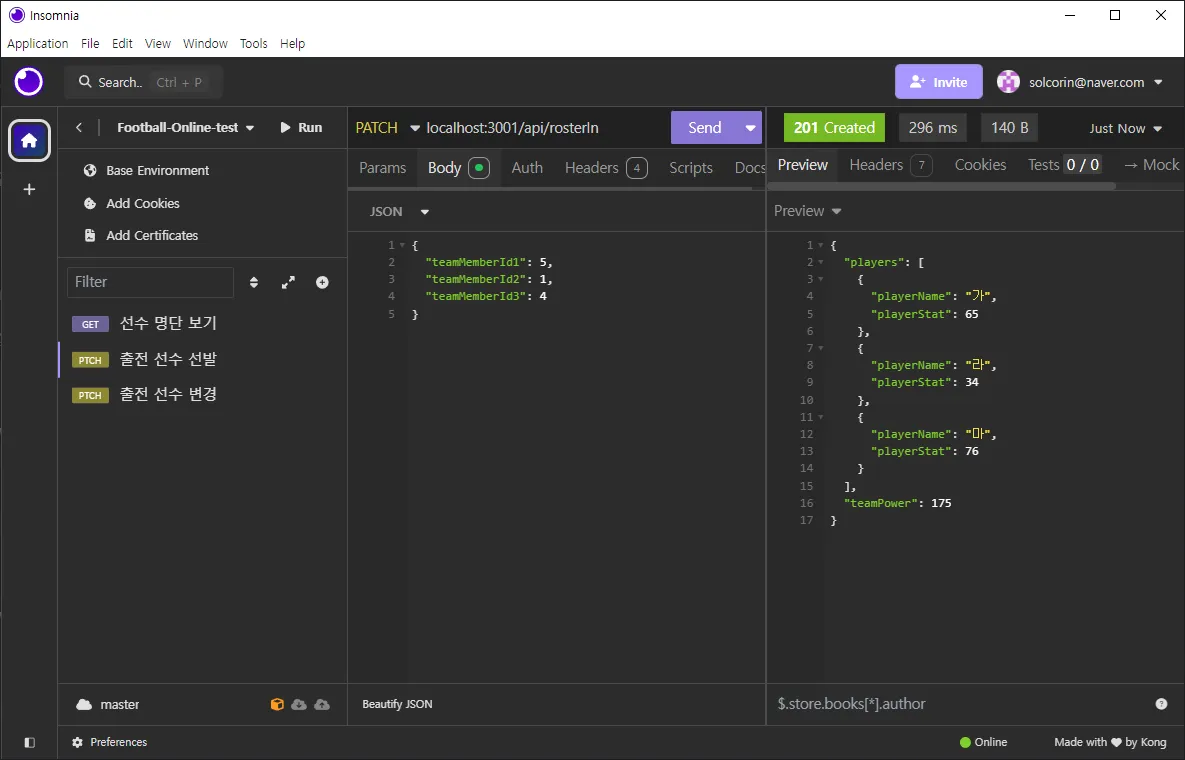 Insomnia
Application File Edit View Window Tools Help
Search.. Ctrl + P
Invite
solcorin@naver.com
Football-Online-test
Run
Base Environment
Add Cookies
Add Certificates
Filter
GET 선수 명단 보기
PTCH 출전 선수 선발
PTCH 출전 선수 변경
master
Preferences
PATCH localhost:3001/api/rosterIn Send
Params Body Auth Headers 4 Scripts Docs
JSON
1 {
2 "teamMemberId1": 5,
3 "teamMemberId2": 1,
4 "teamMemberId3": 4
5 }
Beautify JSON
201 Created 296 ms 140 B Just Now
Preview Headers 7 Cookies Tests 0 / 0 → Mock
Preview
1 {
2 "players": [
3 {
4 "playerName": "가",
5 "playerStat": 65
6 },
7 {
8 "playerName": "라",
9 "playerStat": 34
10 },
11 {
12 "playerName": "마",
13 "playerStat": 76
14 }
15 ],
16 "teamPower": 175
17 }
$.store.books[*].author
Online
Made with ♥ by Kong